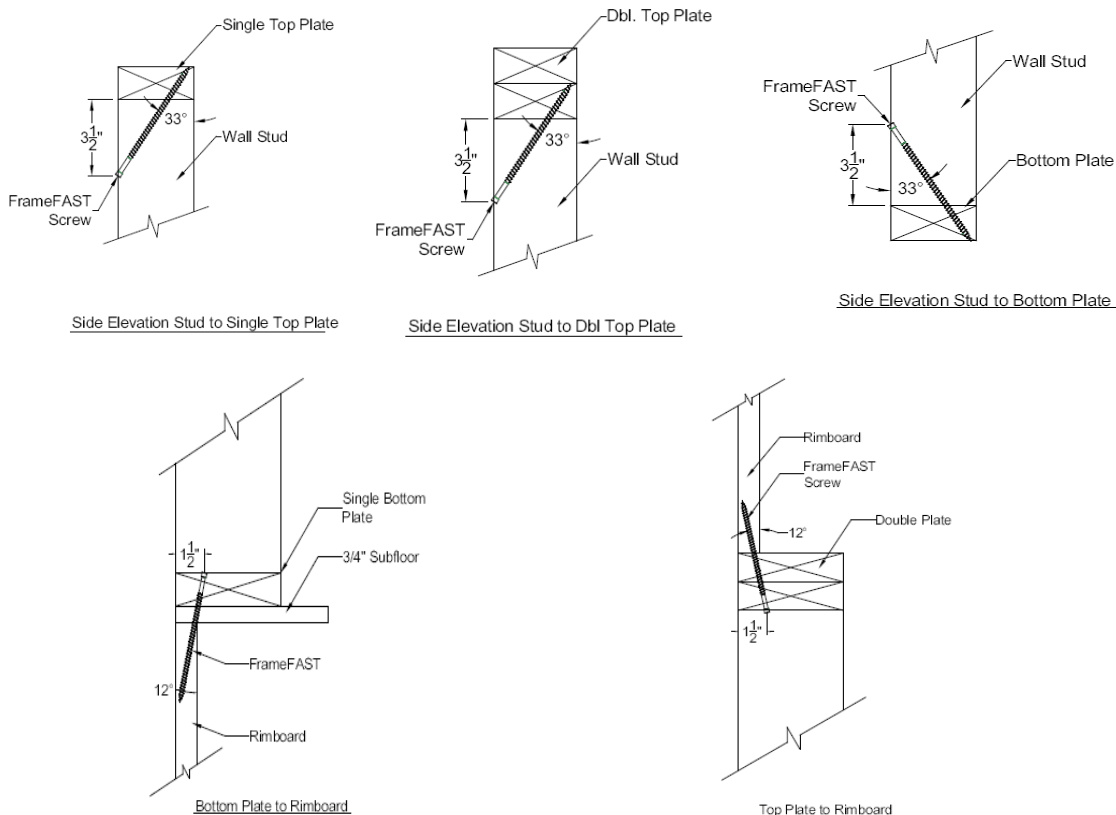 Single Top Plate
33°
3 1/2"
Wall Stud
FrameFAST
Screw
Side Elevation Stud to Single Top Plate
Dbl. Top Plate
33°
3 1/2"
Wall Stud
FrameFAST
Screw
Side Elevation Stud to Dbl Top Plate
Wall Stud
FrameFAST
Screw
3 1/2"
Bottom Plate
33°
Side Elevation Stud to Bottom Plate
Single Bottom
Plate
1 1/2"
3/4" Subfloor
FrameFAST
12°
Rimboard
Bottom Plate to Rimboard
Rimboard
FrameFAST
Screw
Double Plate
12°
1 1/2"
Top Plate to Rimboard